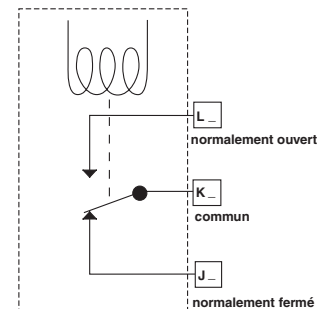 L _
normalement ouvert
K _
commun
J _
normalement fermé